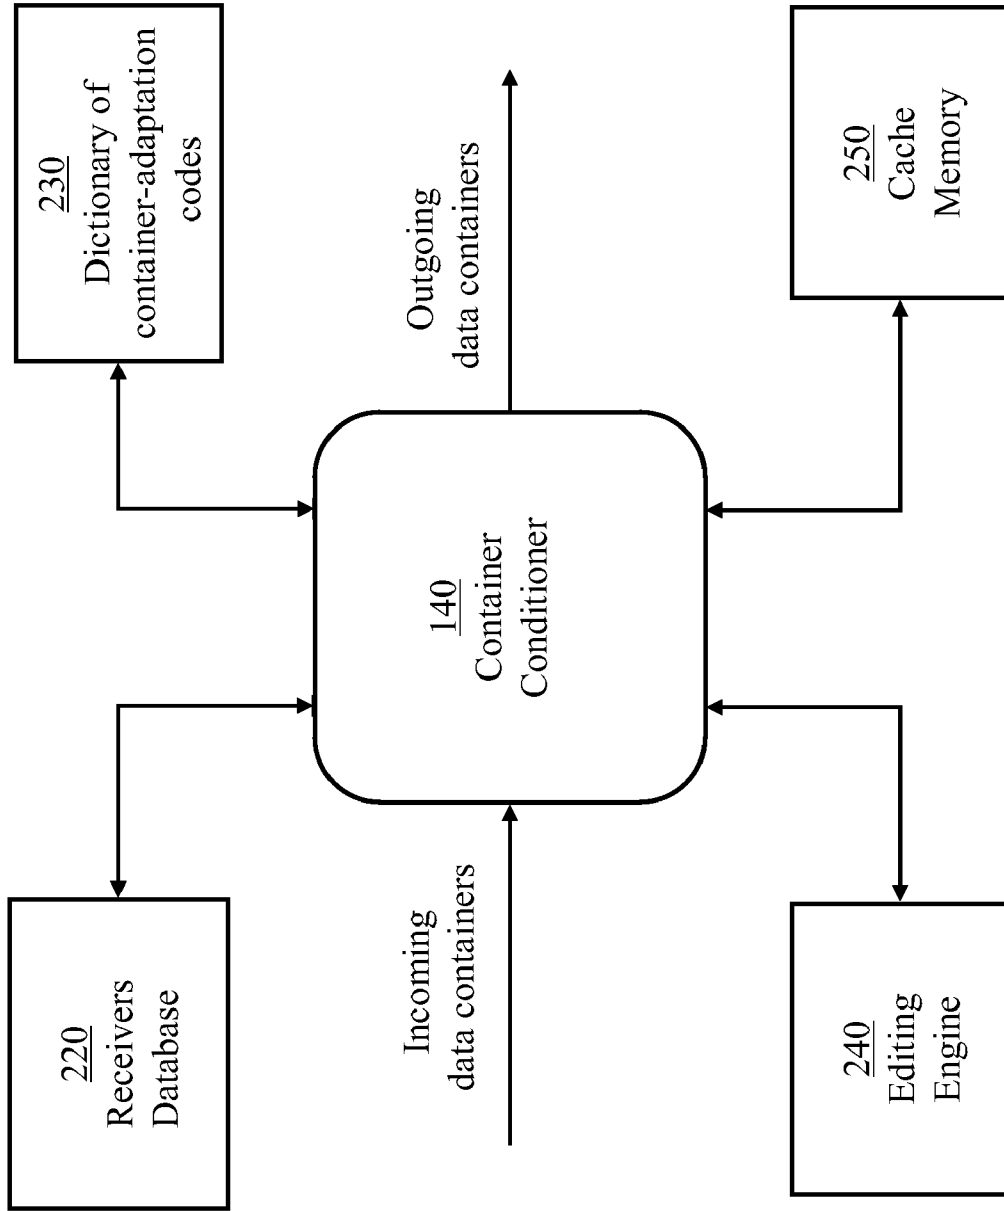 220
Receivers
Database
230
Dictionary of
container-adaptation
codes
Incoming
data containers
140
Container
Conditioner
Outgoing
data containers
240
Editing
Engine
250
Cache
Memory